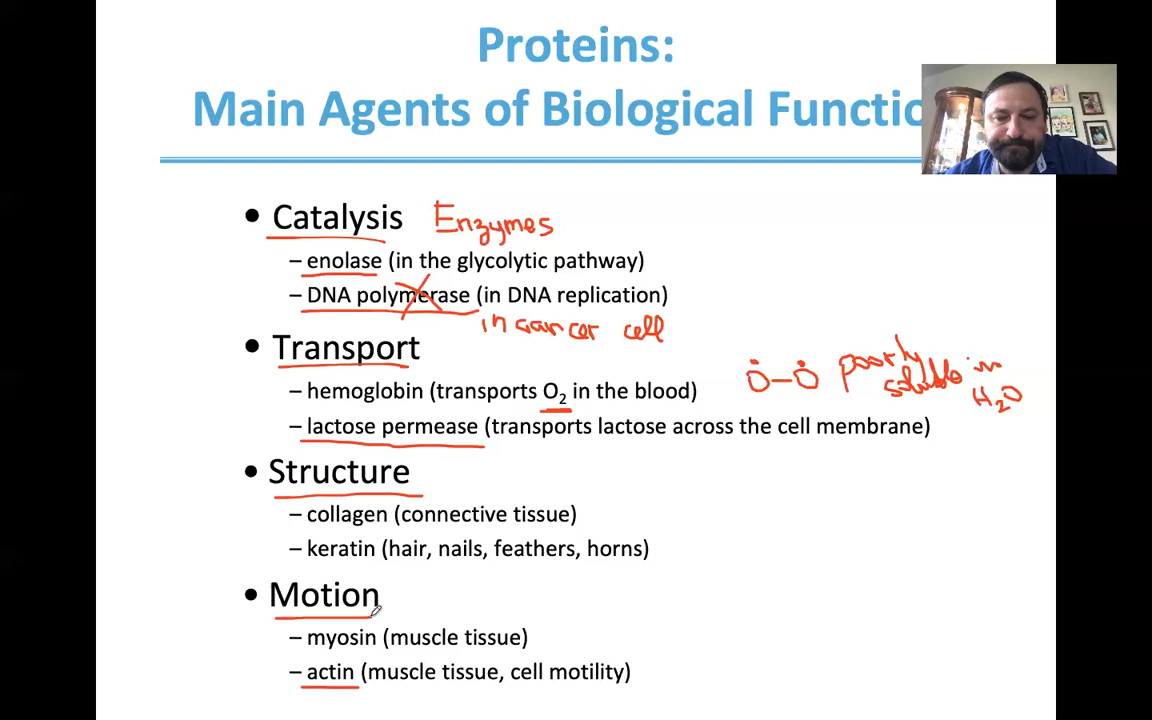 Proteins:
Main Agents of Biological Functio
• Catalysis Enzymes
– enolase (in the glycolytic pathway)
– DNA polymerase (in DNA replication)
in cancer cell
• Transport
– hemoglobin (transports O₂ in the blood)
Ö–Ö poorly soluble in H₂O
– lactose permease (transports lactose across the cell membrane)
• Structure
– collagen (connective tissue)
– keratin (hair, nails, feathers, horns)
• Motion
– myosin (muscle tissue)
– actin (muscle tissue, cell motility)